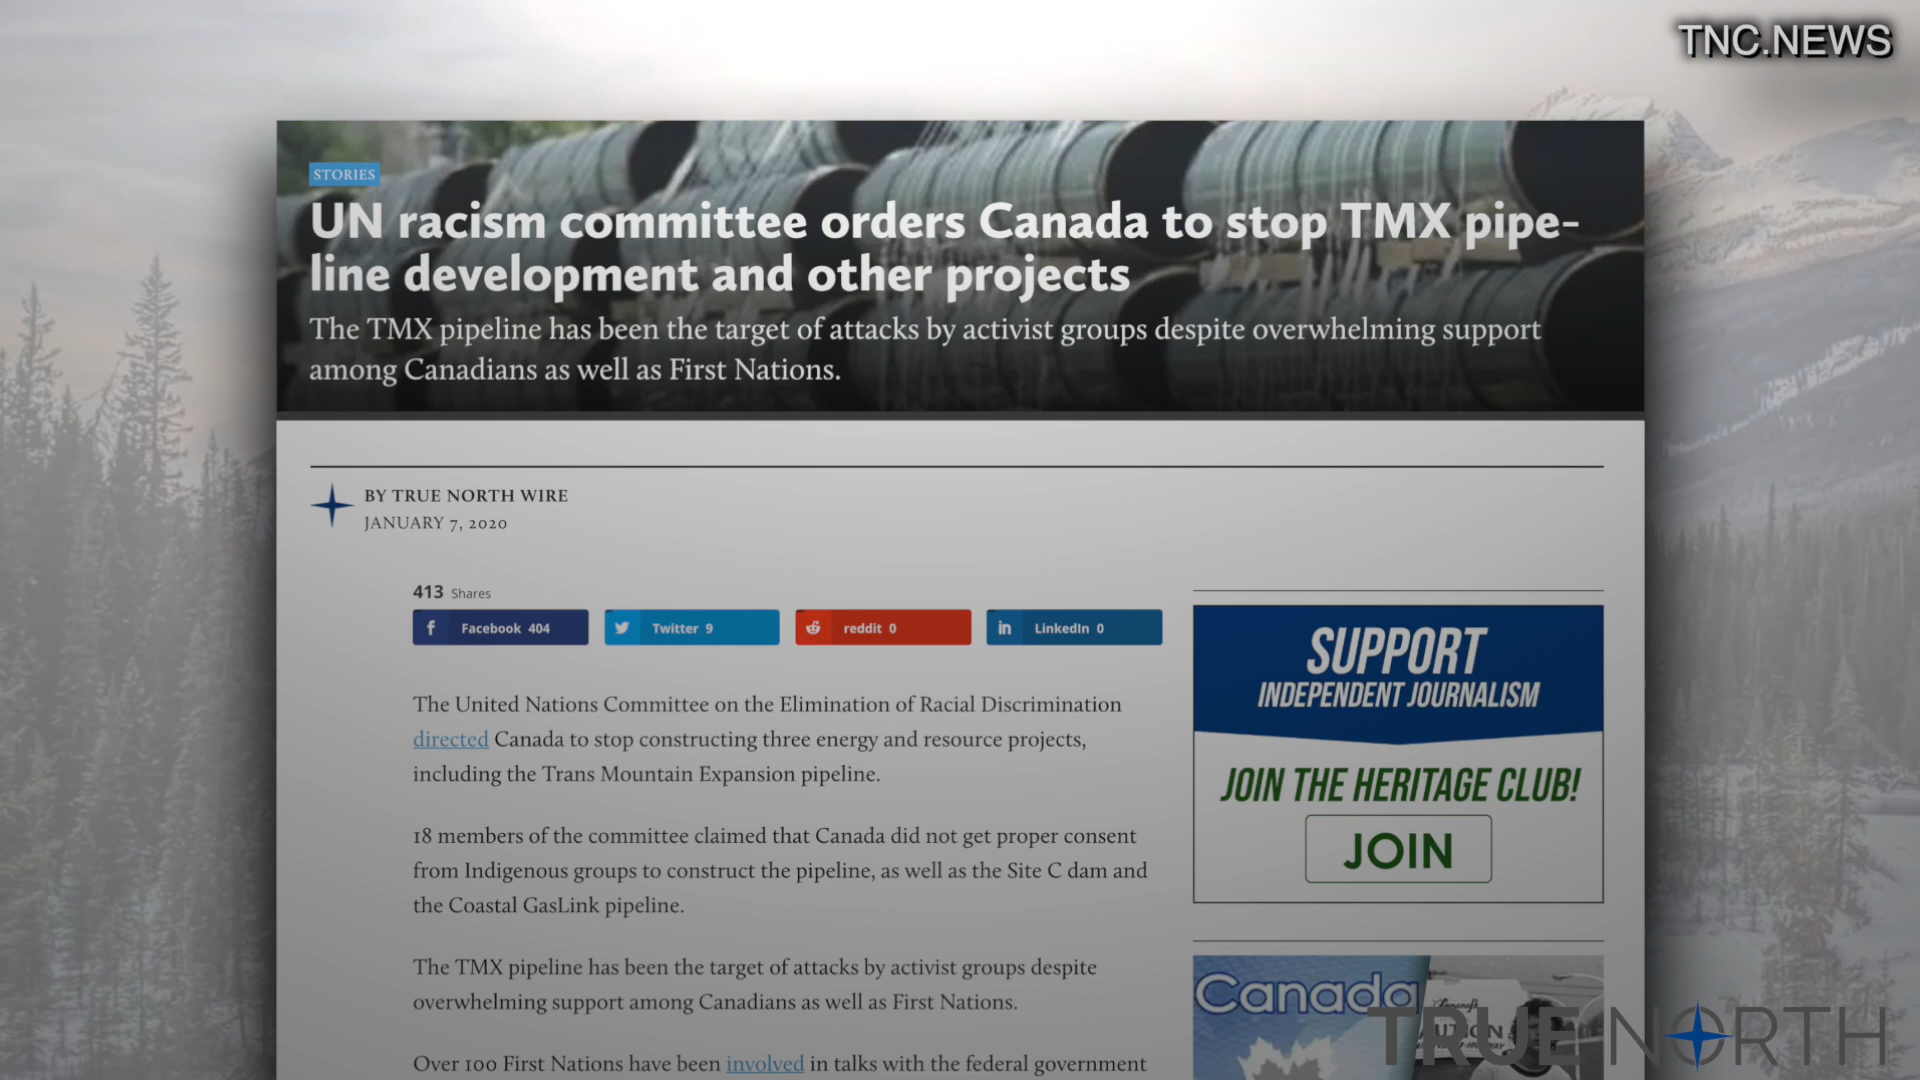 TNC.NEWS
STORIES
UN racism committee orders Canada to stop TMX pipe-
line development and other projects
The TMX pipeline has been the target of attacks by activist groups despite overwhelming support
among Canadians as well as First Nations.
BY TRUE NORTH WIRE
JANUARY 7, 2020
413 Shares
Facebook 404
Twitter 9
reddit 0
LinkedIn 0
The United Nations Committee on the Elimination of Racial Discrimination
directed Canada to stop constructing three energy and resource projects,
including the Trans Mountain Expansion pipeline.
18 members of the committee claimed that Canada did not get proper consent
from Indigenous groups to construct the pipeline, as well as the Site C dam and
the Coastal GasLink pipeline.
The TMX pipeline has been the target of attacks by activist groups despite
overwhelming support among Canadians as well as First Nations.
Over 100 First Nations have been involved in talks with the federal government
SUPPORT
INDEPENDENT JOURNALISM
JOIN THE HERITAGE CLUB!
JOIN
Canada
TRUE NORTH